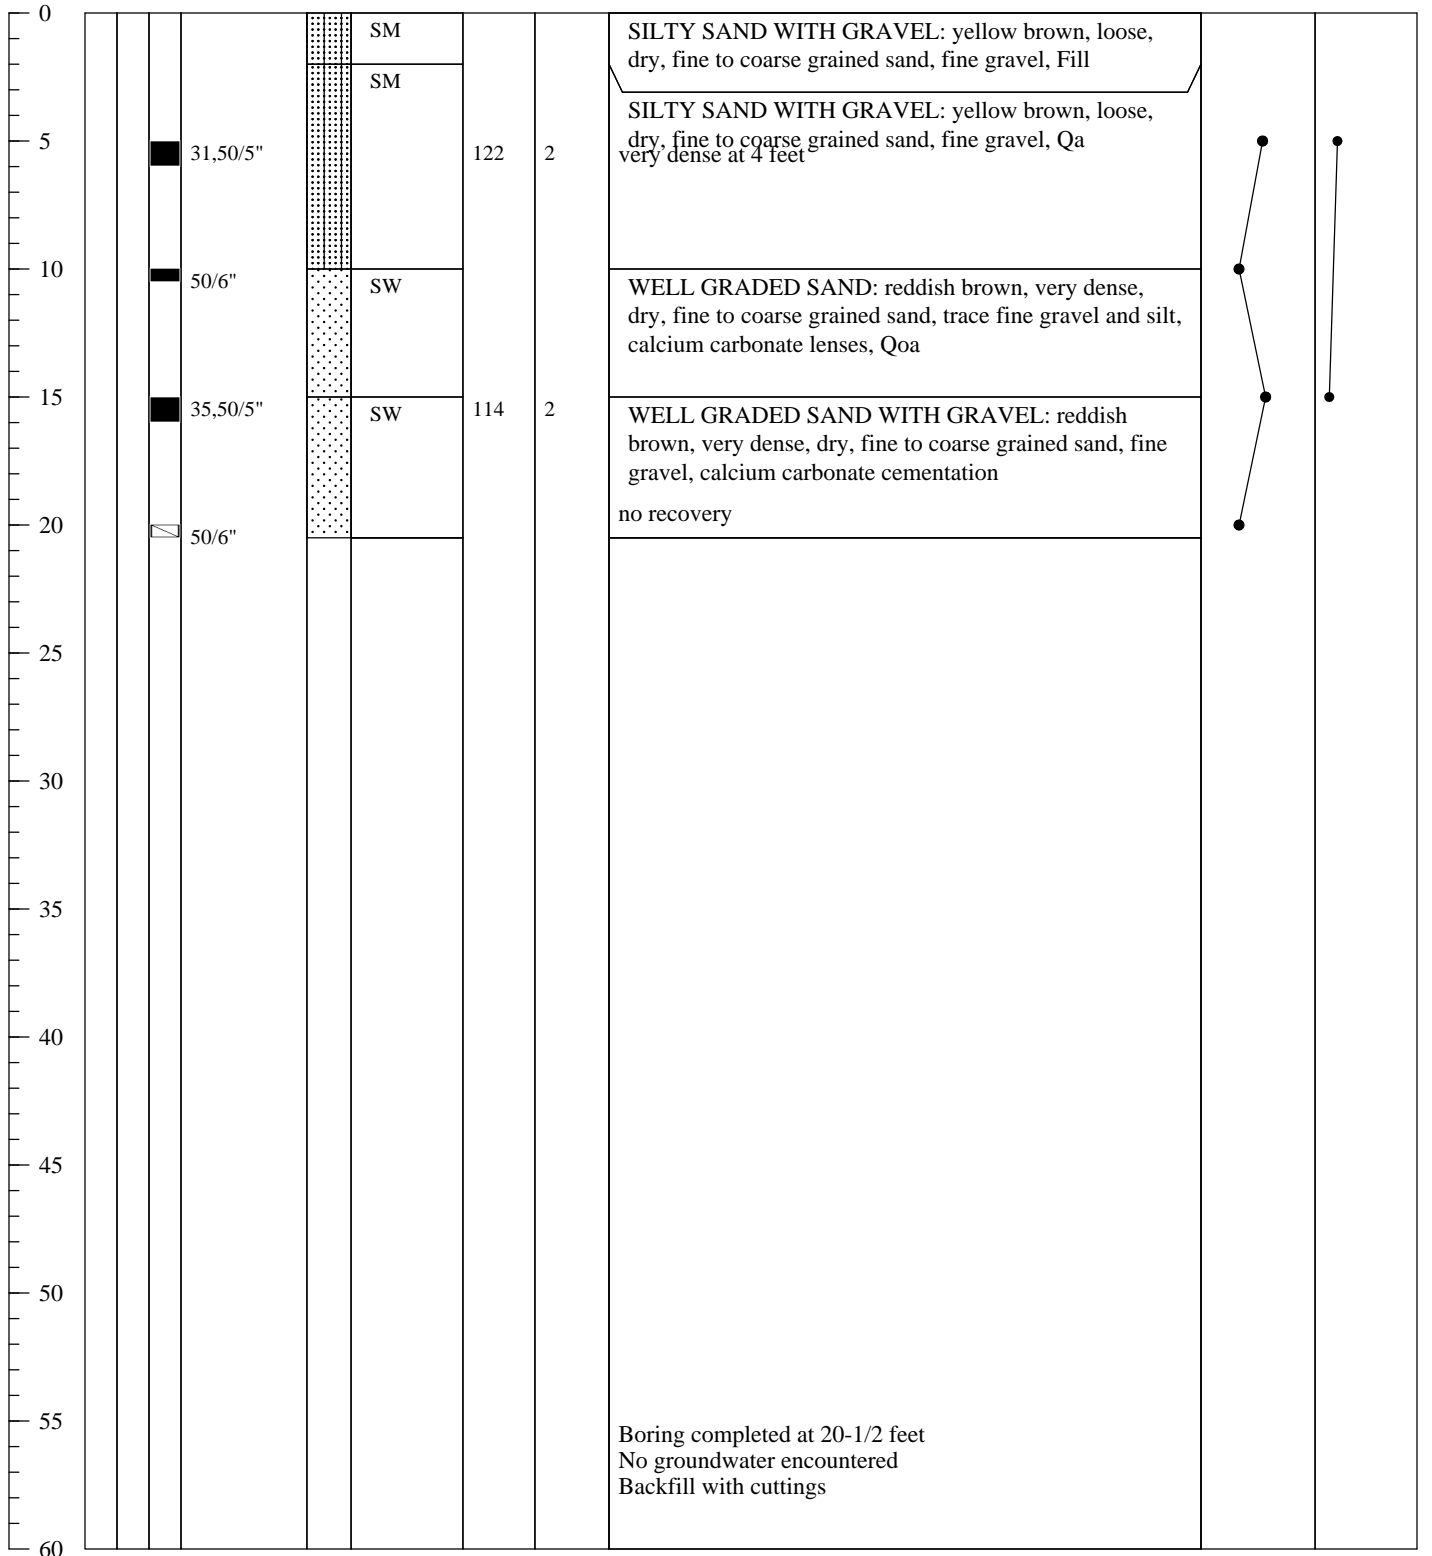 0
SM
SILTY SAND WITH GRAVEL: yellow brown, loose,
dry, fine to coarse grained sand, fine gravel, Fill
SM
SILTY SAND WITH GRAVEL: yellow brown, loose,
dry, fine to coarse grained sand, fine gravel, Qa
5
31,50/5"
122
2
very dense at 4 feet
10
50/6"
SW
WELL GRADED SAND: reddish brown, very dense,
dry, fine to coarse grained sand, trace fine gravel and silt,
calcium carbonate lenses, Qoa
15
35,50/5"
SW
114
2
WELL GRADED SAND WITH GRAVEL: reddish
brown, very dense, dry, fine to coarse grained sand, fine
gravel, calcium carbonate cementation
no recovery
20
50/6"
25
30
35
40
45
50
55
Boring completed at 20-1/2 feet
No groundwater encountered
Backfill with cuttings
60